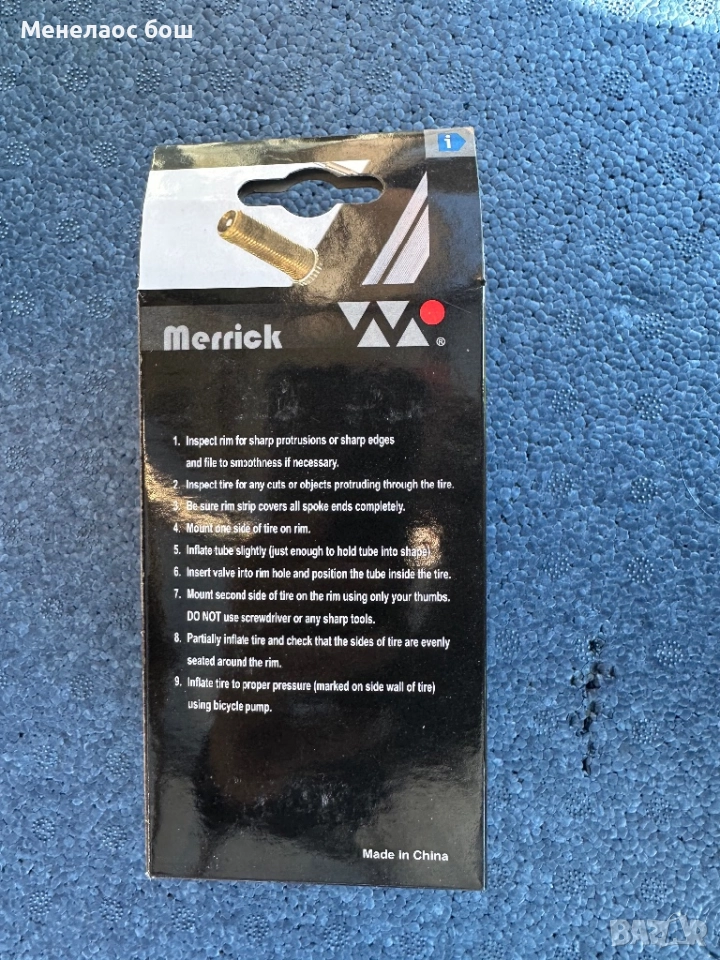 Менелаос бош
i
Merrick
®
1. Inspect rim for sharp protrusions or sharp edges
and file to smoothness if necessary.
2. Inspect tire for any cuts or objects protruding through the tire.
3. Be sure rim strip covers all spoke ends completely.
4. Mount one side of tire on rim.
5. Inflate tube slightly (just enough to hold tube into shape)
6. Insert valve into rim hole and position the tube inside the tire.
7. Mount second side of tire on the rim using only your thumbs.
DO NOT use screwdriver or any sharp tools.
8. Partially inflate tire and check that the sides of tire are evenly
seated around the rim.
9. Inflate tire to proper pressure (marked on side wall of tire)
using bicycle pump.
Made in China
BAZAR